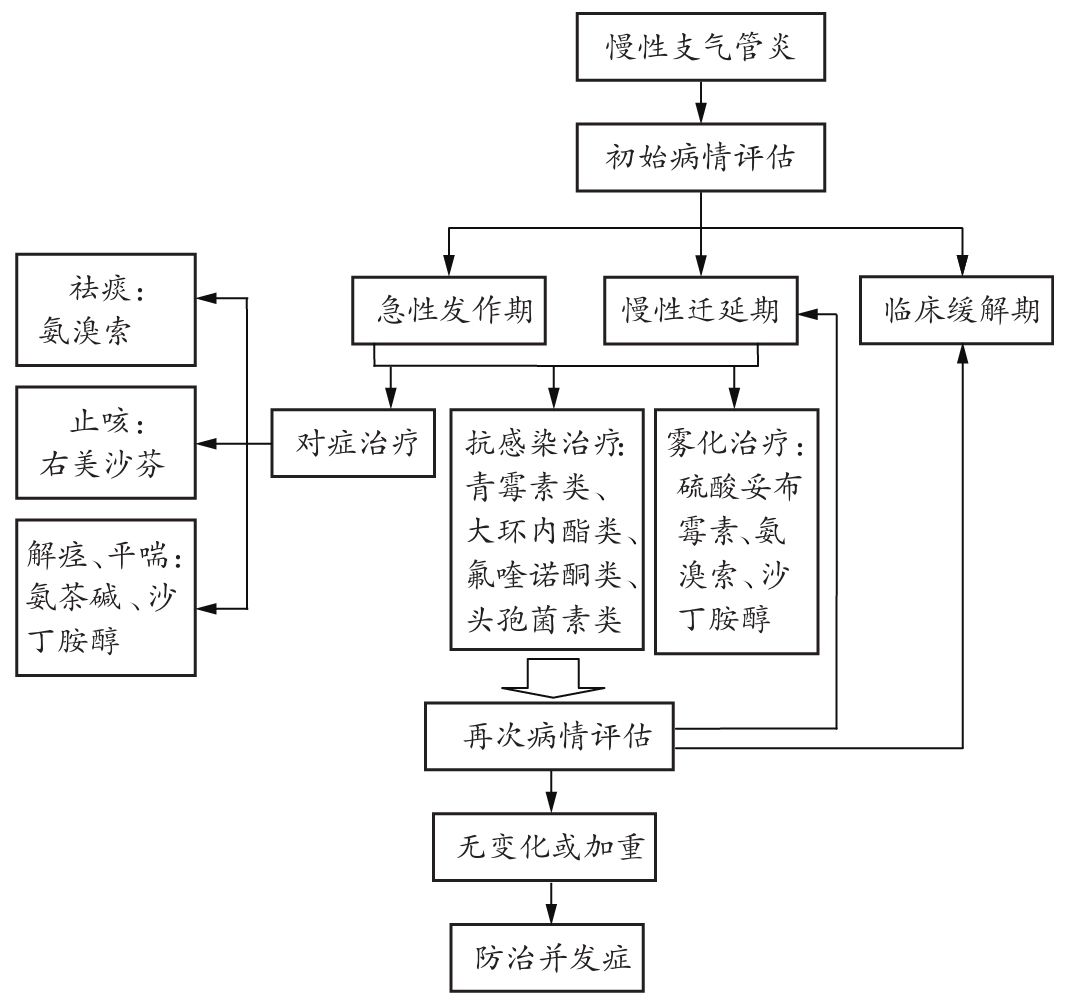 慢性支气管炎
初始病情评估
急性发作期
慢性迁延期
临床缓解期
祛痰：
氨溴索
止咳：
右美沙芬
解痉、平喘：
氨茶碱、沙
丁胺醇
对症治疗
抗感染治疗：
青霉素类、
大环内酯类、
氟喹诺酮类、
头孢菌素类
雾化治疗：
硫酸妥布
霉素、氨
溴索、沙
丁胺醇
再次病情评估
无变化或加重
防治并发症